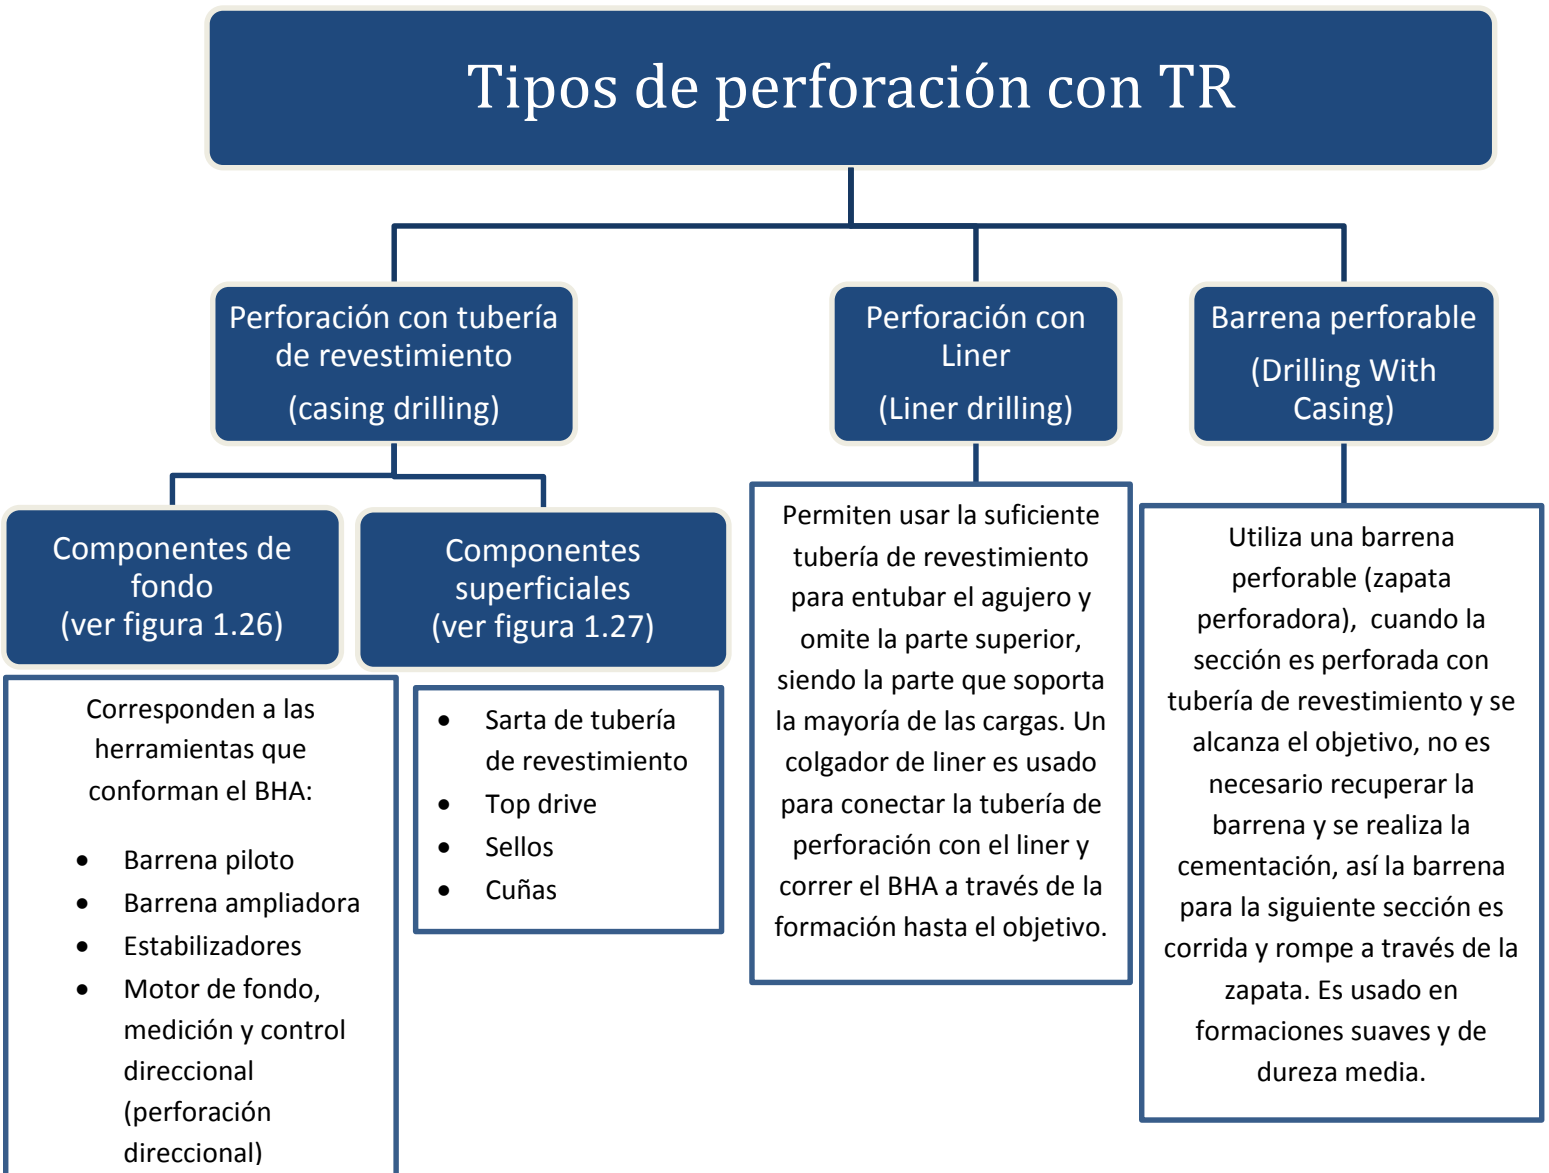 Tipos de perforación con TR
Perforación con tubería
de revestimiento
(casing drilling)
Perforación con
Liner
(Liner drilling)
Barrena perforable
(Drilling With
Casing)
Componentes de
fondo
(ver figura 1.26)
Componentes
superficiales
(ver figura 1.27)
Corresponden a las
herramientas que
conforman el BHA:
• Barrena piloto
• Barrena ampliadora
• Estabilizadores
• Motor de fondo,
medición y control
direccional
(perforación
direccional)
• Sarta de tubería
de revestimiento
• Top drive
• Sellos
• Cuñas
Permiten usar la suficiente
tubería de revestimiento
para entubar el agujero y
omite la parte superior,
siendo la parte que soporta
la mayoría de las cargas. Un
colgador de liner es usado
para conectar la tubería de
perforación con el liner y
correr el BHA a través de la
formación hasta el objetivo.
Utiliza una barrena
perforable (zapata
perforadora), cuando la
sección es perforada con
tubería de revestimiento y se
alcanza el objetivo, no es
necesario recuperar la
barrena y se realiza la
cementación, así la barrena
para la siguiente sección es
corrida y rompe a través de la
zapata. Es usado en
formaciones suaves y de
dureza media.